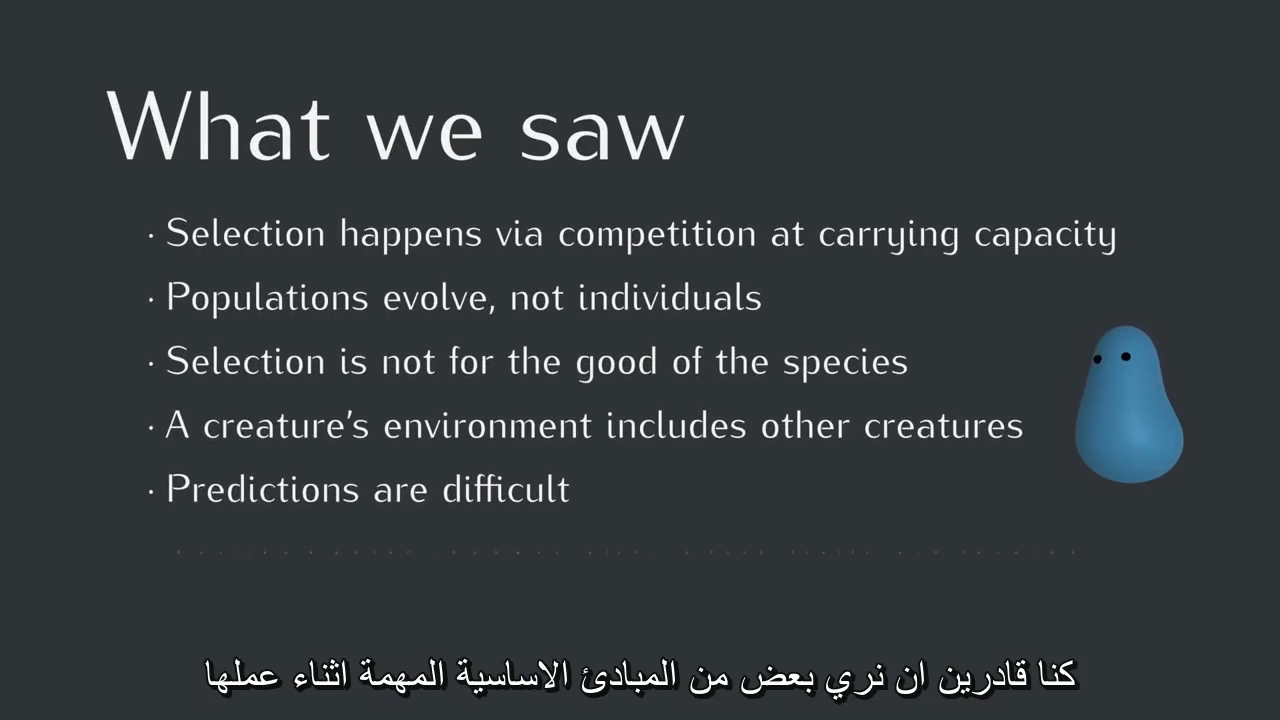 What we saw
· Selection happens via competition at carrying capacity
· Populations evolve, not individuals
· Selection is not for the good of the species
· A creature's environment includes other creatures
· Predictions are difficult
كنا قادرين ان نري بعض من المبادئ الاساسية المهمة اثناء عملها